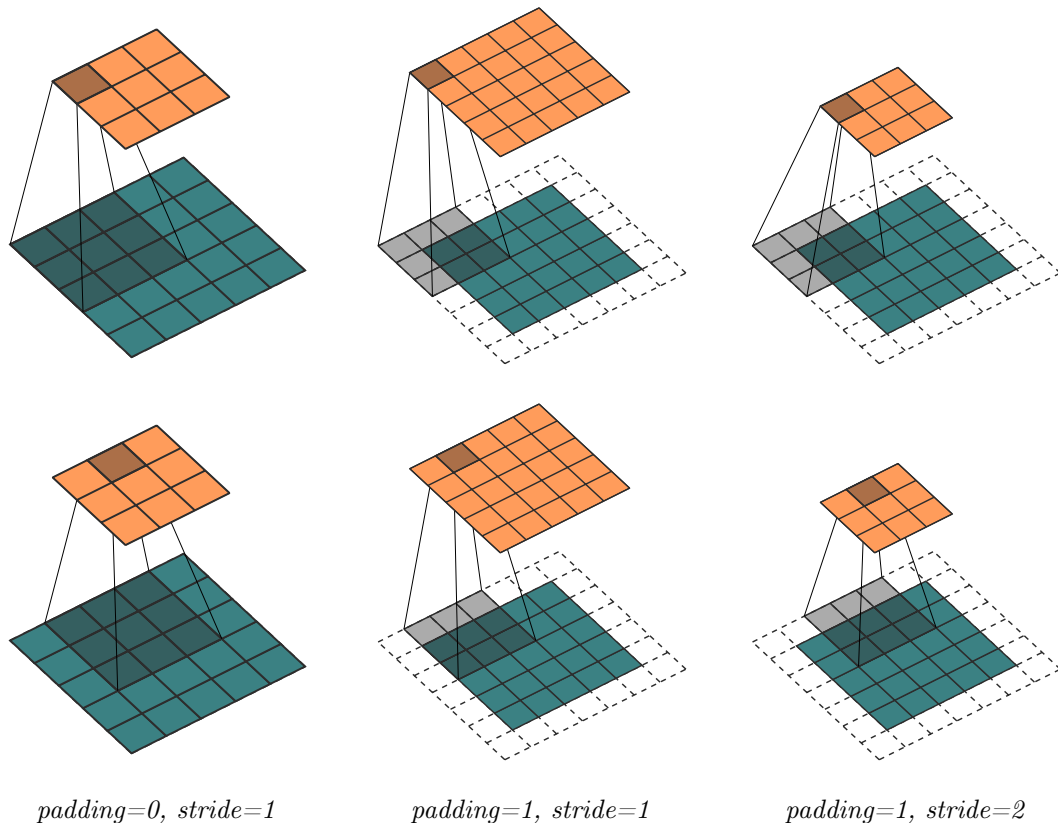 padding=0, stride=1
padding=1, stride=1
padding=1, stride=2